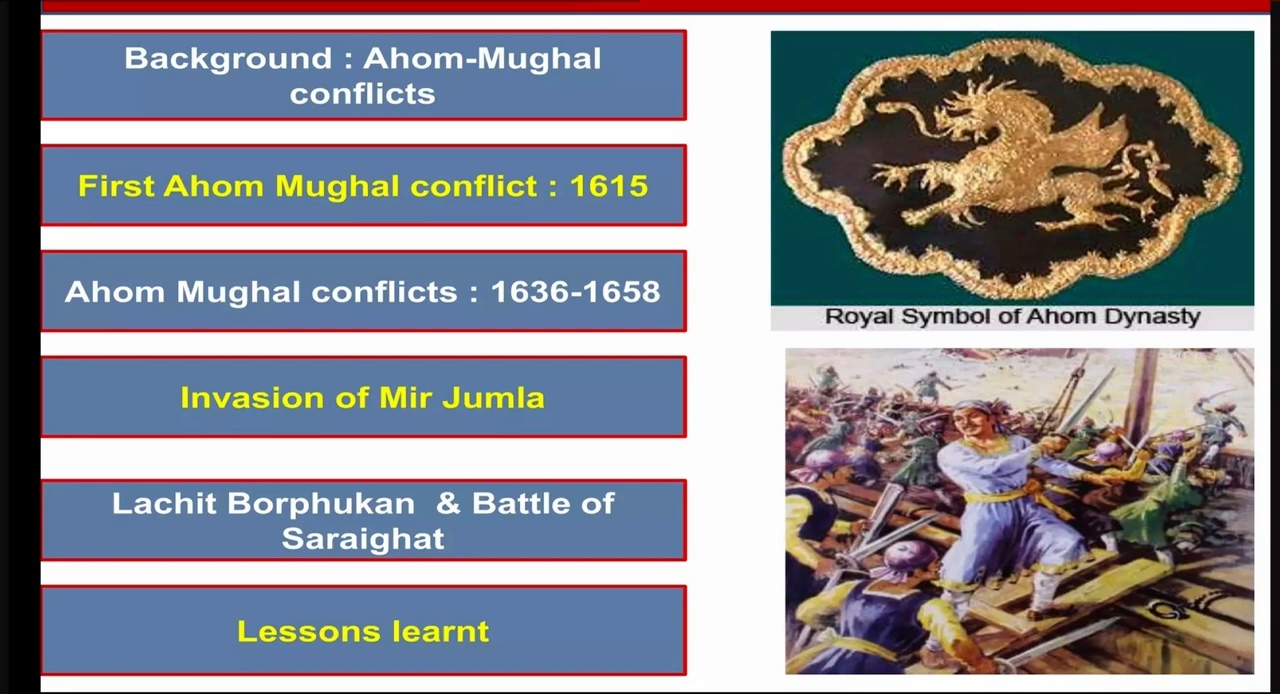 Background : Ahom-Mughal
conflicts
First Ahom Mughal conflict : 1615
Ahom Mughal conflicts : 1636-1658
Invasion of Mir Jumla
Lachit Borphukan & Battle of
Saraighat
Lessons learnt
Royal Symbol of Ahom Dynasty